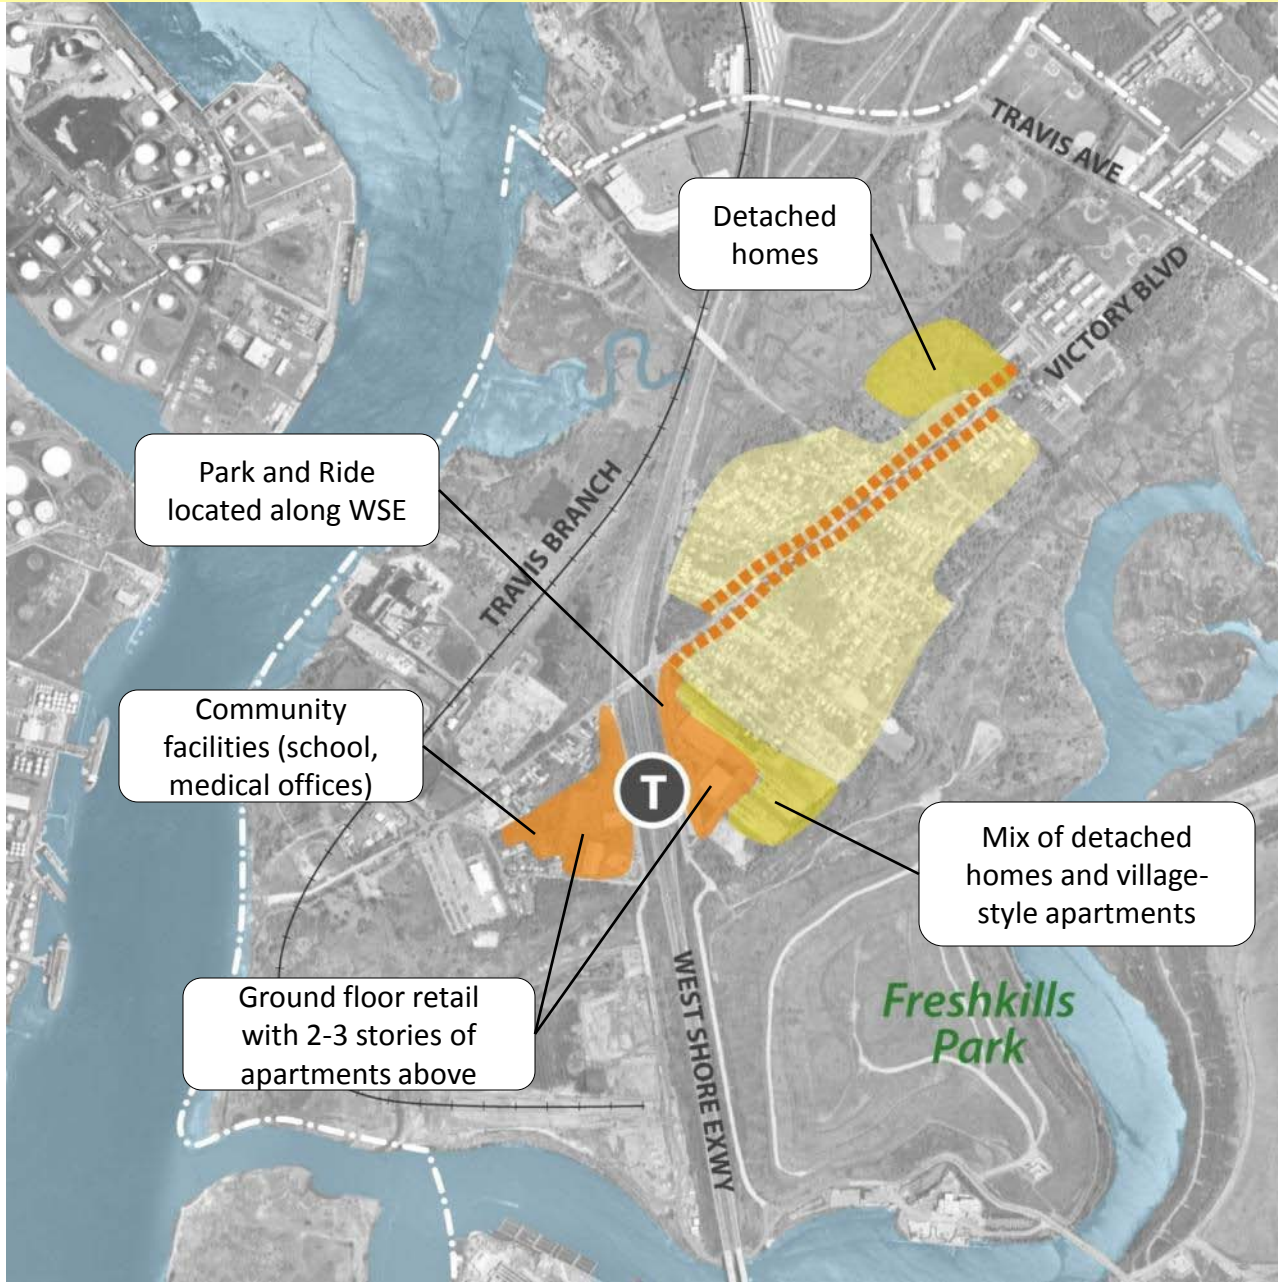 TRAVIS AVE
Detached
homes
VICTORY BLVD
Park and Ride
located along WSE
TRAVIS BRANCH
Community
facilities (school,
medical offices)
T
Mix of detached
homes and village-
style apartments
Ground floor retail
with 2-3 stories of
apartments above
WEST SHORE EXWY
Freshkills
Park